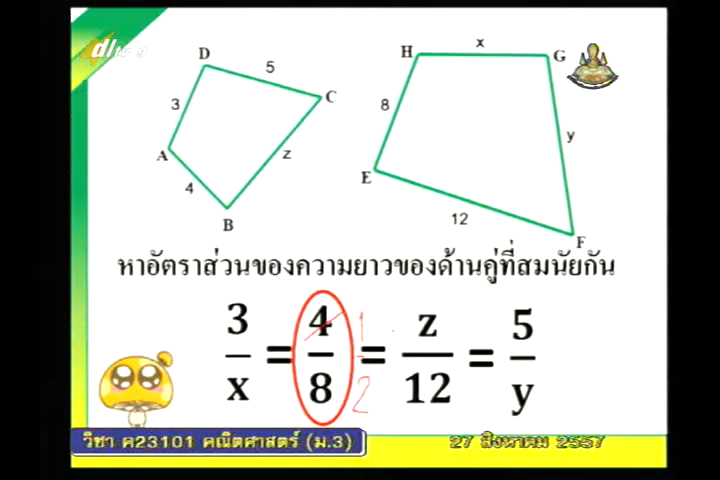 dltv 9
D 5 C
3
A 4 B z
H x G
8 y
E 12 F
หาอัตราส่วนของความยาวของด้านคู่ที่สมนัยกัน
3/x = 4/8 = z/12 = 5/y
1
2
วิชา ค23101 คณิตศาสตร์ (ม.3)
27 สิงหาคม 2557